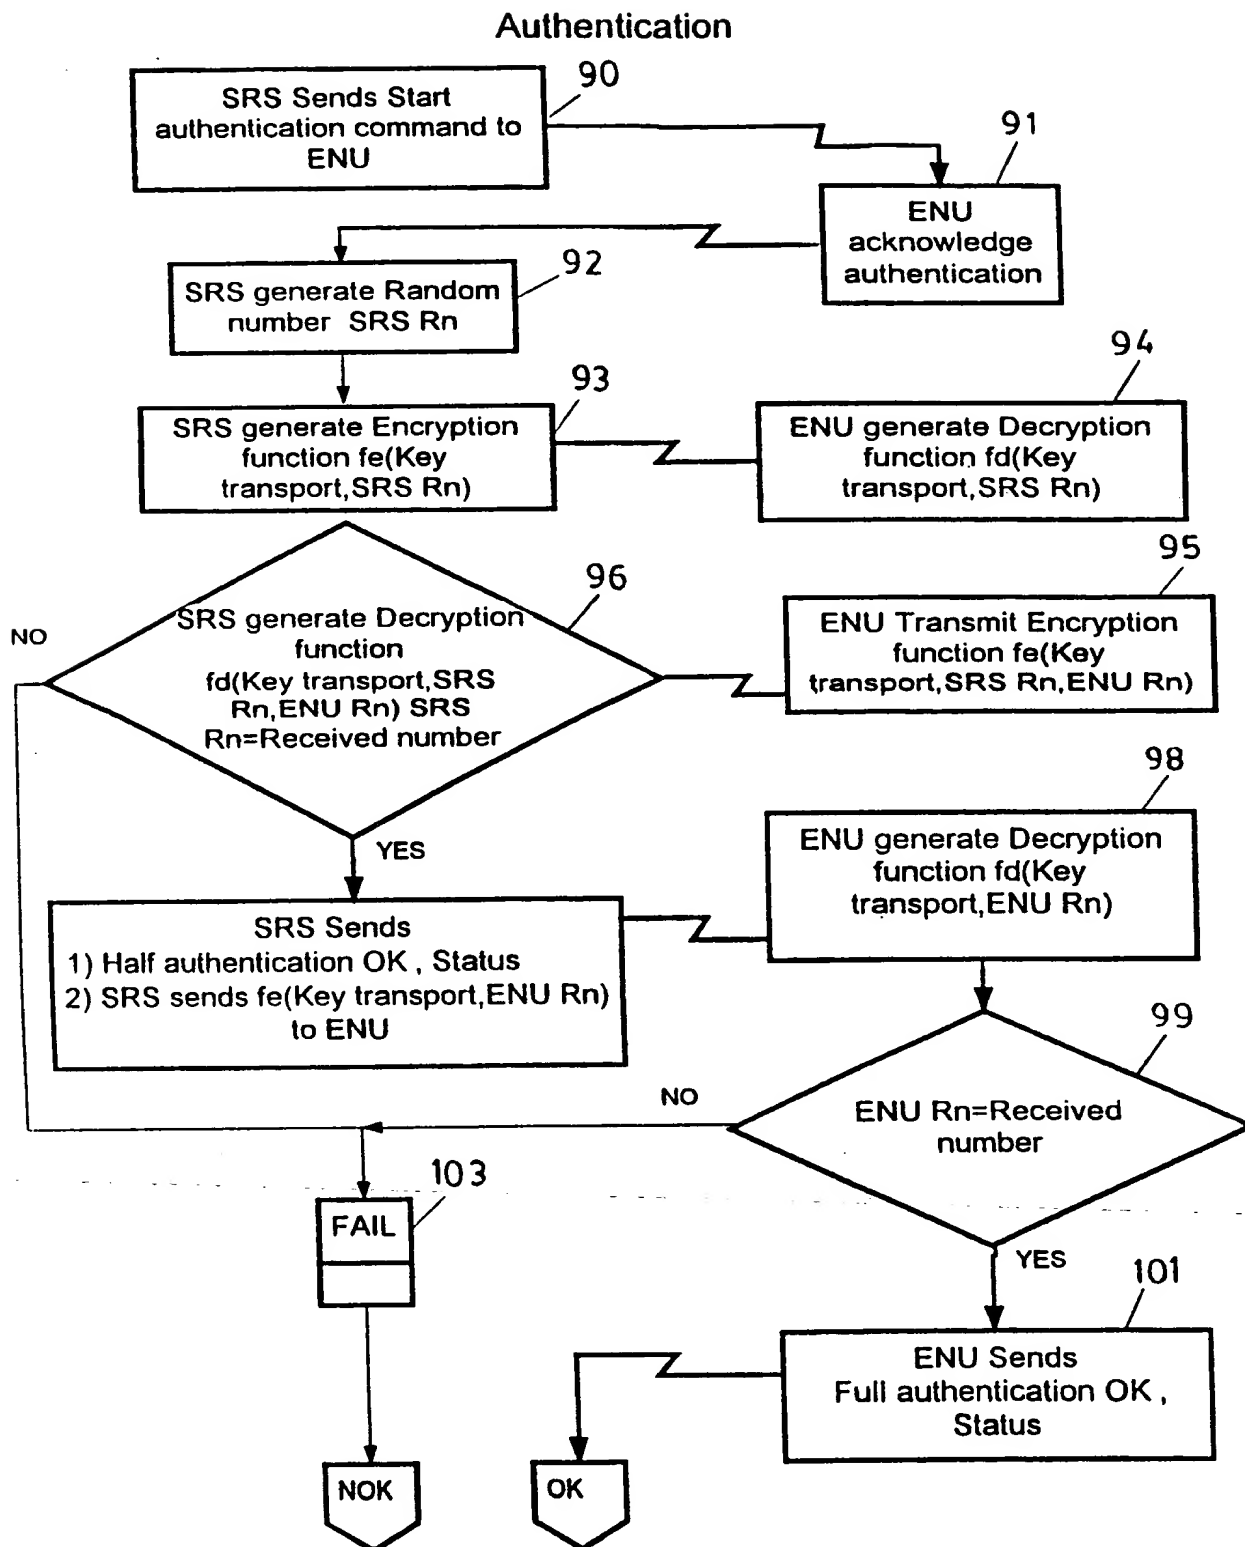 Authentication
90
SRS Sends Start
authentication command to
ENU
91
ENU
acknowledge
authentication
92
SRS generate Random
number SRS Rn
93
SRS generate Encryption
function fe(Key
transport,SRS Rn)
94
ENU generate Decryption
function fd(Key
transport,SRS Rn)
95
ENU Transmit Encryption
function fe(Key
transport,SRS Rn,ENU Rn)
96
SRS generate Decryption
function
fd(Key transport,SRS
Rn,ENU Rn) SRS
Rn=Received number
NO
YES
SRS Sends
1) Half authentication OK , Status
2) SRS sends fe(Key transport,ENU Rn)
to ENU
98
ENU generate Decryption
function fd(Key
transport,ENU Rn)
99
ENU Rn=Received
number
NO
YES
103
FAIL
101
ENU Sends
Full authentication OK ,
Status
NOK
OK